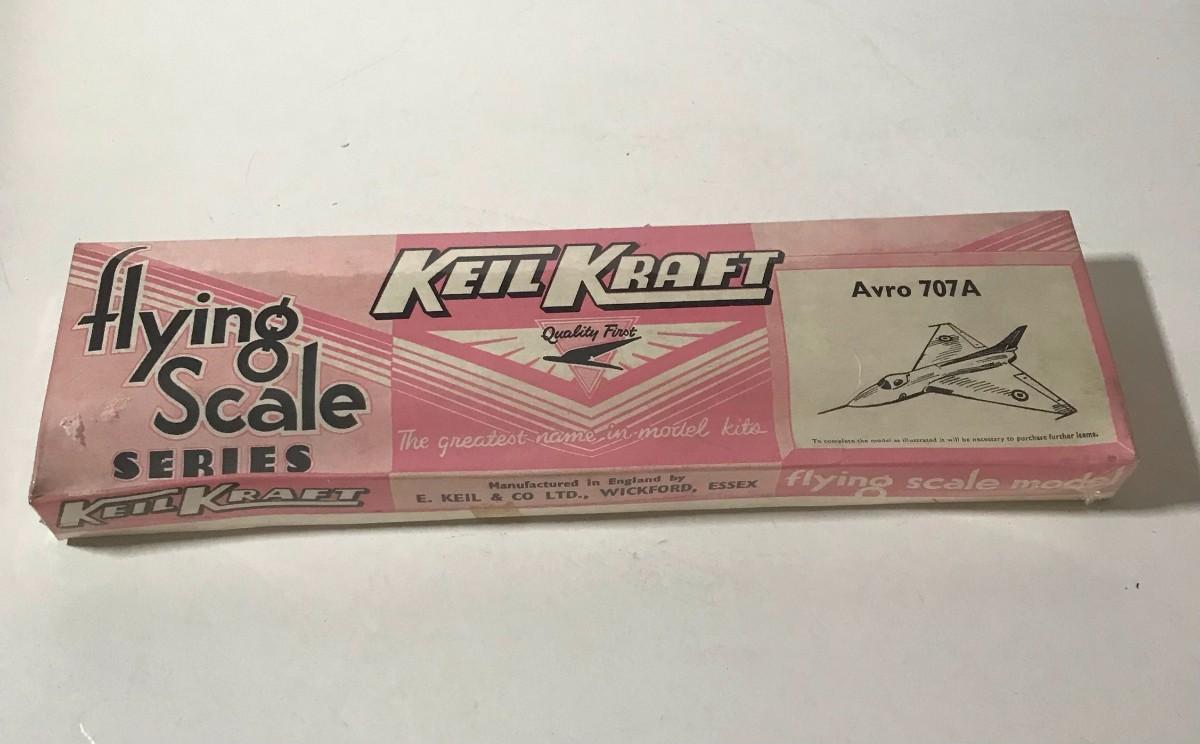 flying
Scale
SERIES
KEIL KRAFT
Quality First
The greatest name in model kits
Avro 707A
To complete the model as illustrated it will be necessary to purchase further items.
KEIL KRAFT
Manufactured in England by
E. KEIL & CO LTD., WICKFORD, ESSEX
flying scale model